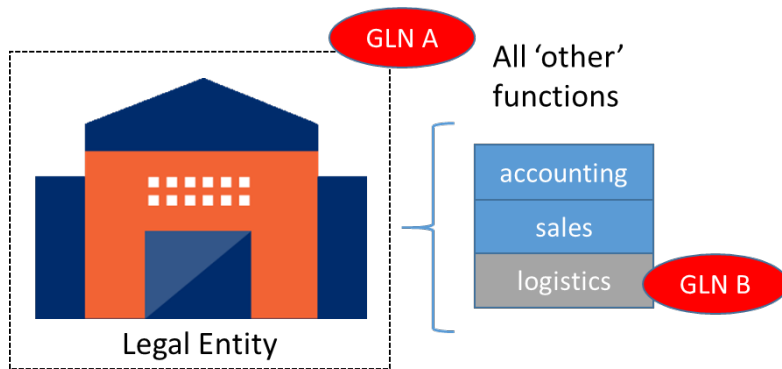 GLN A
All ‘other’
functions
accounting
sales
logistics
GLN B
Legal Entity